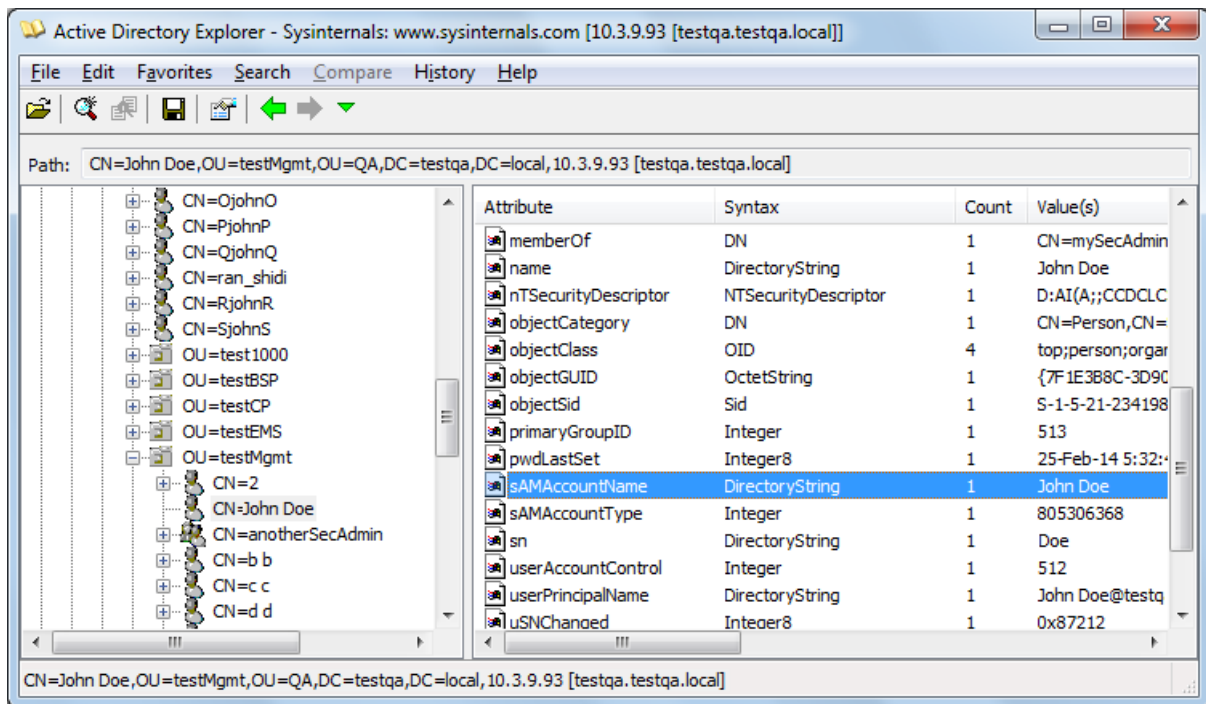 Active Directory Explorer - Sysinternals: www.sysinternals.com [10.3.9.93 [testqa.testqa.local]]
File Edit Favorites Search Compare History Help
Path: CN=John Doe,OU=testMgmt,OU=QA,DC=testqa,DC=local,10.3.9.93 [testqa.testqa.local]
CN=OjohnO
CN=PjohnP
CN=QjohnQ
CN=ran_shidi
CN=RjohnR
CN=SjohnS
OU=test1000
OU=testBSP
OU=testCP
OU=testEMS
OU=testMgmt
CN=2
CN=John Doe
CN=anotherSecAdmin
CN=b b
CN=c c
CN=d d
Attribute Syntax Count Value(s)
memberOf DN 1 CN=mySecAdmin
name DirectoryString 1 John Doe
nTSecurityDescriptor NTSecurityDescriptor 1 D:AI(A;;CCDCLC
objectCategory DN 1 CN=Person,CN=
objectClass OID 4 top;person;organ
objectGUID OctetString 1 {7F1E3B8C-3D90
objectSid Sid 1 S-1-5-21-234198
primaryGroupID Integer 1 513
pwdLastSet Integer8 1 25-Feb-14 5:32:4
sAMAccountName DirectoryString 1 John Doe
sAMAccountType Integer 1 805306368
sn DirectoryString 1 Doe
userAccountControl Integer 1 512
userPrincipalName DirectoryString 1 John Doe@testq
uSNChanged Integer8 1 0x87212
CN=John Doe,OU=testMgmt,OU=QA,DC=testqa,DC=local,10.3.9.93 [testqa.testqa.local]